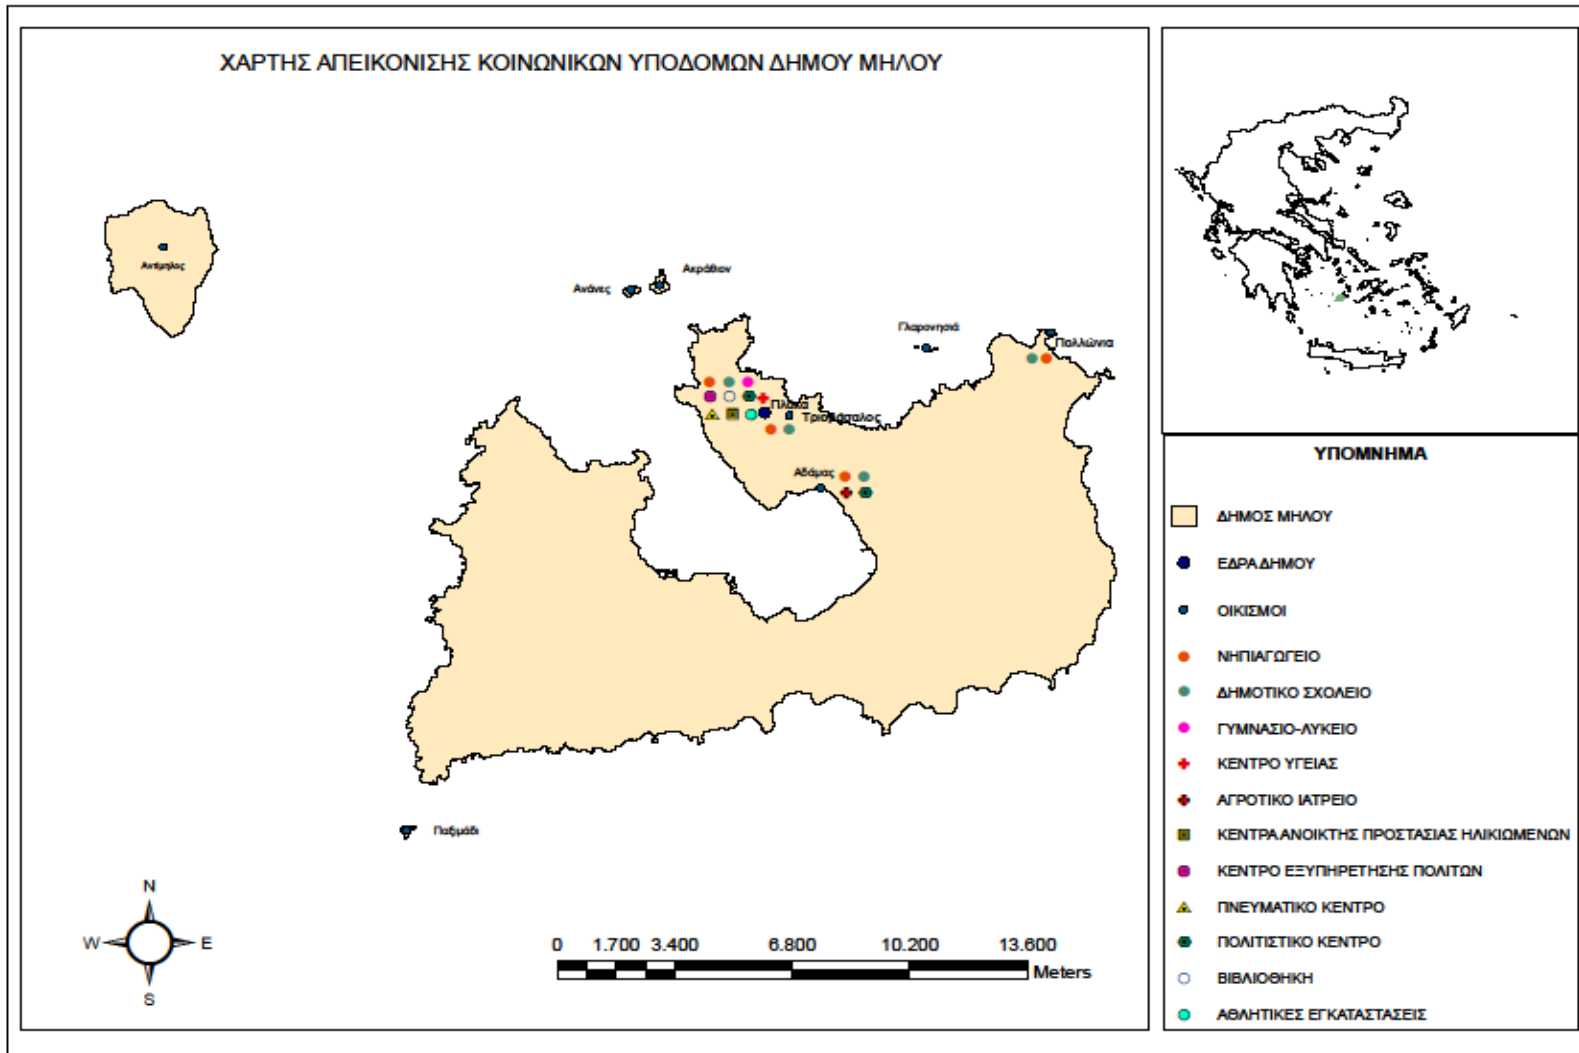 ΧΑΡΤΗΣ ΑΠΕΙΚΟΝΙΣΗΣ ΚΟΙΝΩΝΙΚΩΝ ΥΠΟΔΟΜΩΝ ΔΗΜΟΥ ΜΗΛΟΥ
Αντίμηλος
Ακράθιον
Ανάνες
Γλαρονησιά
Πολλώνια
Πλάκα
Τριοβάσαλος
Αδάμας
Παξιμάδι
N
W E
S
0 1.700 3.400 6.800 10.200 13.600
Meters
ΥΠΟΜΝΗΜΑ
ΔΗΜΟΣ ΜΗΛΟΥ
ΕΔΡΑ ΔΗΜΟΥ
ΟΙΚΙΣΜΟΙ
ΝΗΠΙΑΓΩΓΕΙΟ
ΔΗΜΟΤΙΚΟ ΣΧΟΛΕΙΟ
ΓΥΜΝΑΣΙΟ-ΛΥΚΕΙΟ
ΚΕΝΤΡΟ ΥΓΕΙΑΣ
ΑΓΡΟΤΙΚΟ ΙΑΤΡΕΙΟ
ΚΕΝΤΡΑ ΑΝΟΙΚΤΗΣ ΠΡΟΣΤΑΣΙΑΣ ΗΛΙΚΙΩΜΕΝΩΝ
ΚΕΝΤΡΟ ΕΞΥΠΗΡΕΤΗΣΗΣ ΠΟΛΙΤΩΝ
ΠΝΕΥΜΑΤΙΚΟ ΚΕΝΤΡΟ
ΠΟΛΙΤΙΣΤΙΚΟ ΚΕΝΤΡΟ
ΒΙΒΛΙΟΘΗΚΗ
ΑΘΛΗΤΙΚΕΣ ΕΓΚΑΤΑΣΤΑΣΕΙΣ